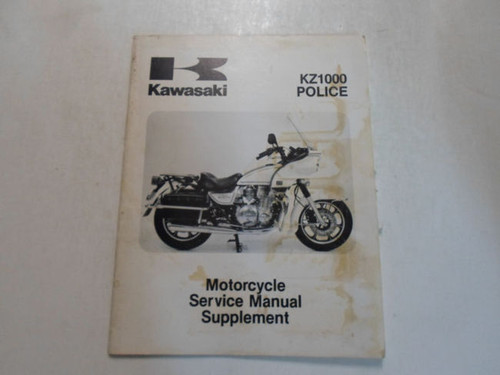 Kawasaki
KZ1000
POLICE
Motorcycle
Service Manual
Supplement